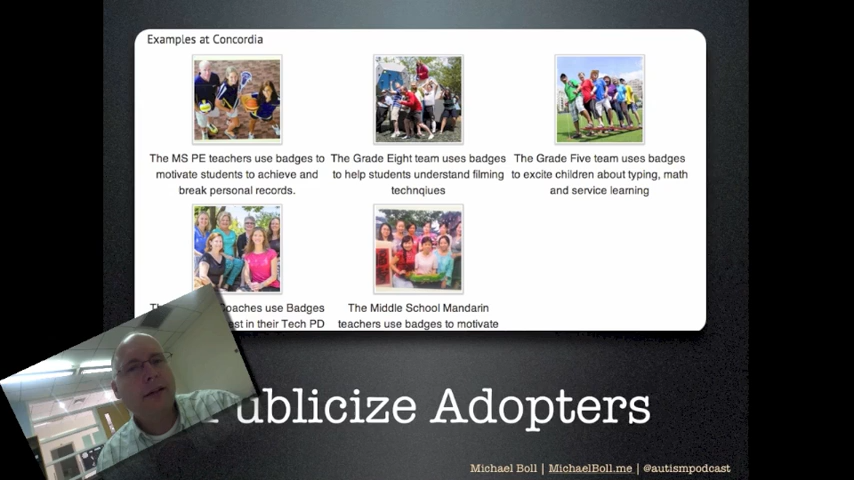 Examples at Concordia
The MS PE teachers use badges to
motivate students to achieve and
break personal records.
The Grade Eight team uses badges
to help students understand filming
technqiues
The Grade Five team uses badges
to excite children about typing, math
and service learning
Coaches use Badges
in their Tech PD
The Middle School Mandarin
teachers use badges to motivate
Publicize Adopters
Michael Boll | MichaelBoll.me | @autismpodcast